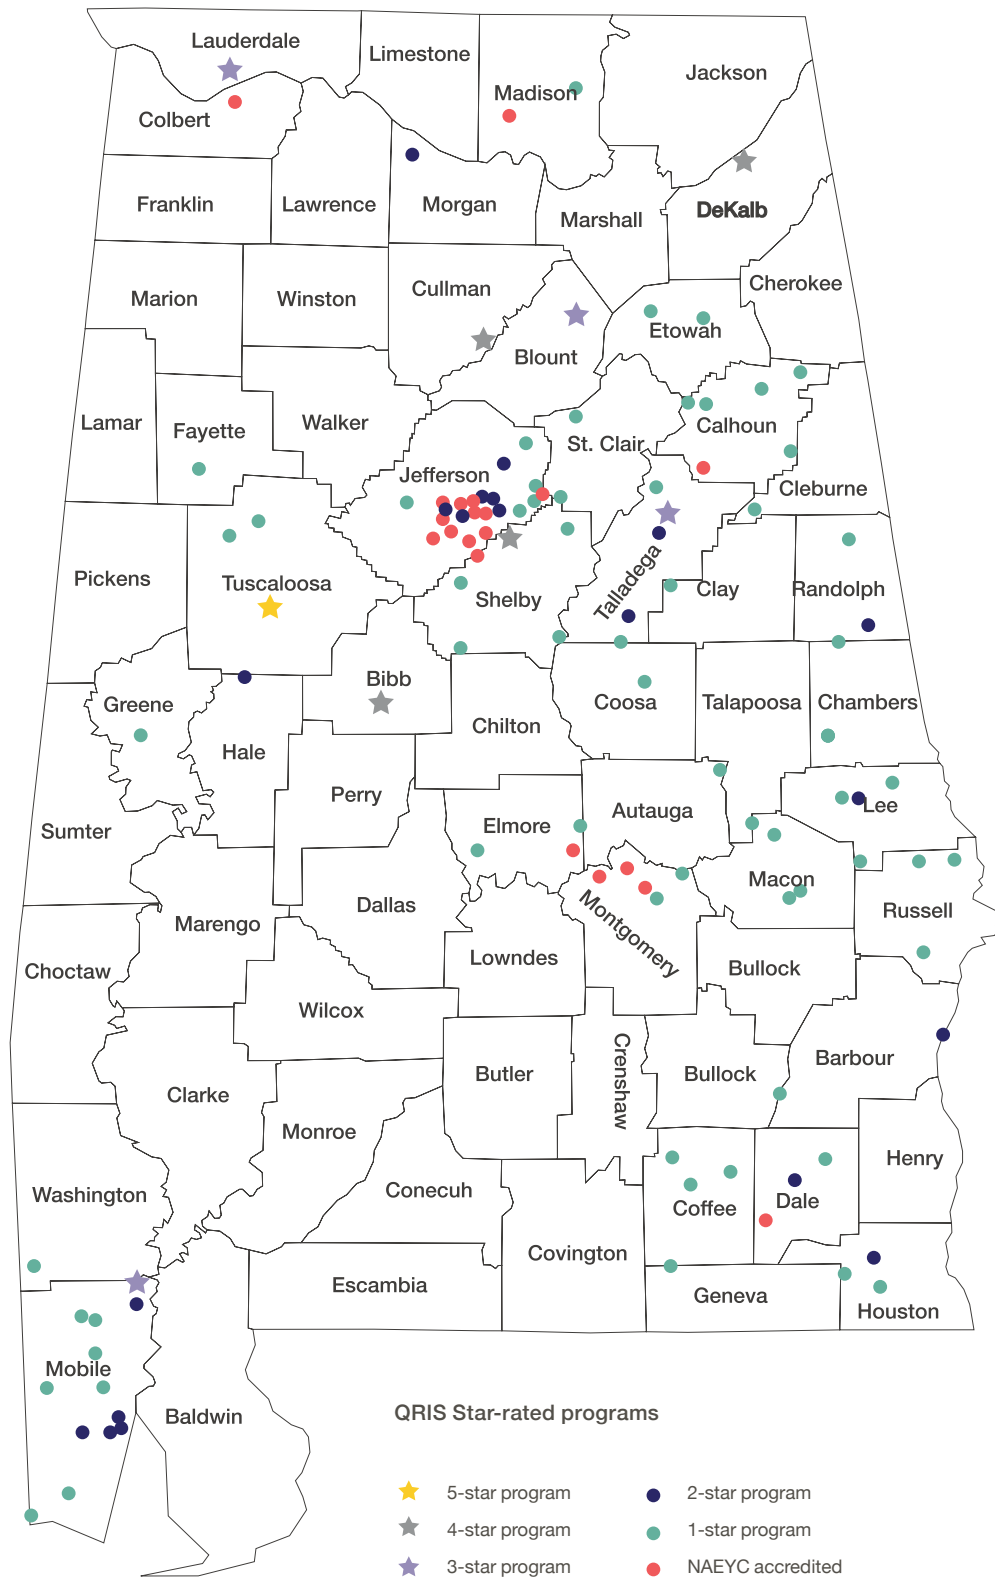 Lauderdale
Limestone
Madison
Jackson
Colbert
Franklin
Lawrence
Morgan
Marshall
DeKalb
Marion
Winston
Cullman
Blount
Etowah
Cherokee
Lamar
Fayette
Walker
Jefferson
St. Clair
Calhoun
Cleburne
Pickens
Tuscaloosa
Shelby
Talladega
Clay
Randolph
Greene
Hale
Bibb
Chilton
Coosa
Talapoosa
Chambers
Sumter
Perry
Elmore
Autauga
Lee
Macon
Russell
Marengo
Dallas
Lowndes
Montgomery
Bullock
Choctaw
Wilcox
Clarke
Butler
Crenshaw
Bullock
Barbour
Monroe
Washington
Conecuh
Covington
Coffee
Dale
Henry
Escambia
Geneva
Houston
Mobile
Baldwin
QRIS Star-rated programs
5-star program
4-star program
3-star program
2-star program
1-star program
NAEYC accredited